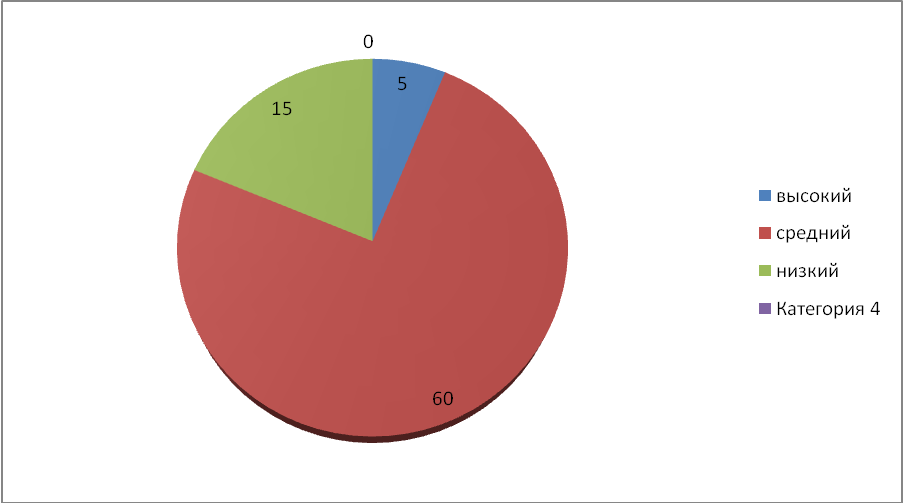 0
5
15
60
высокий
средний
низкий
Категория 4